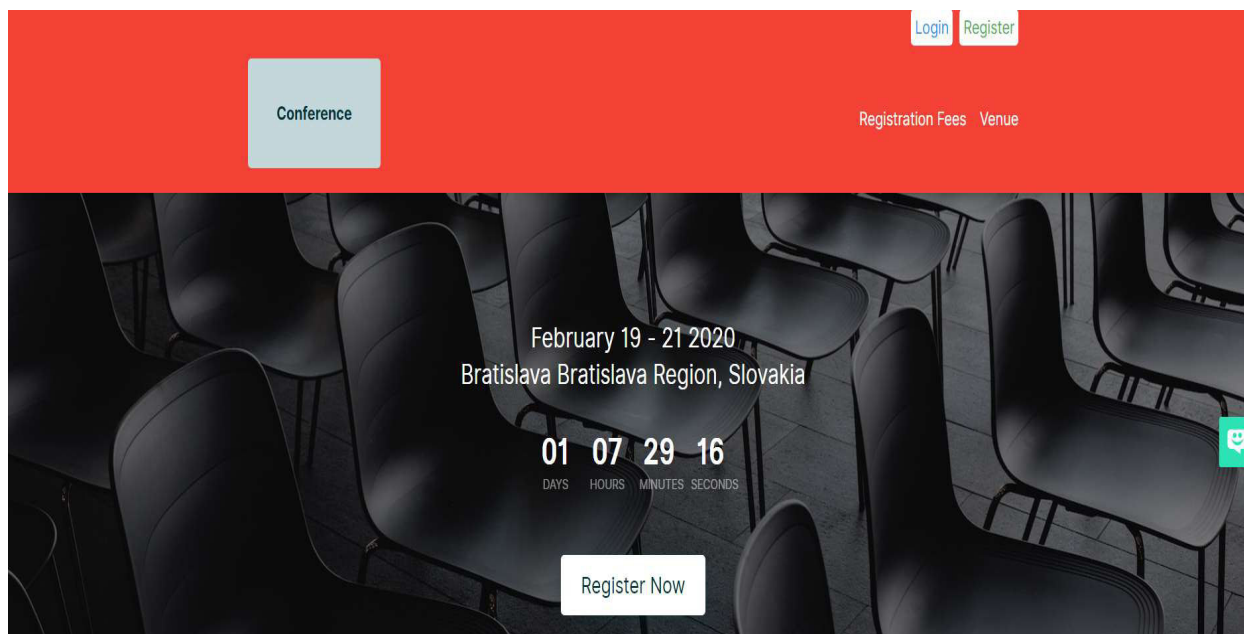 Login Register
Conference
Registration Fees Venue
February 19 - 21 2020
Bratislava Bratislava Region, Slovakia
01 07 29 16
DAYS HOURS MINUTES SECONDS
Register Now